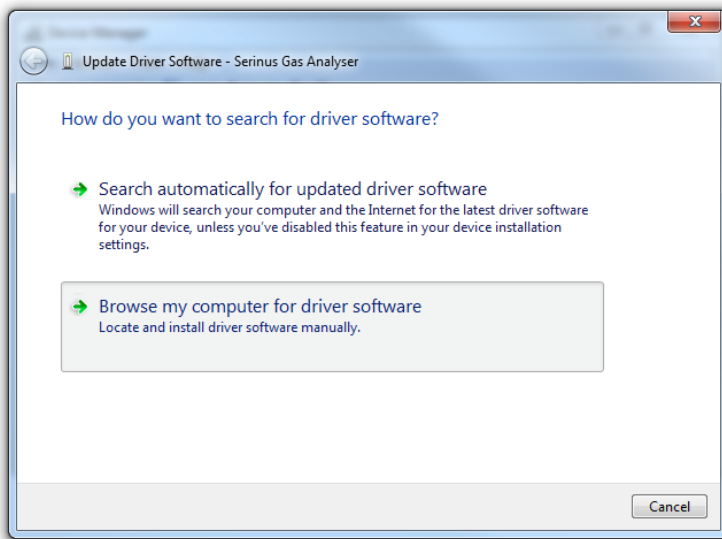 Device Manager
Update Driver Software - Serinus Gas Analyser
How do you want to search for driver software?
Search automatically for updated driver software
Windows will search your computer and the Internet for the latest driver software
for your device, unless you've disabled this feature in your device installation
settings.
Browse my computer for driver software
Locate and install driver software manually.
Cancel